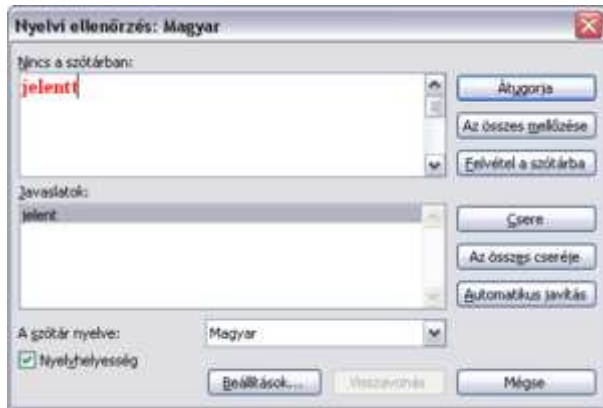 Nyelvi ellenőrzés: Magyar
Nincs a szótárban:
jelentt
Átugorja
Az összes mellőzése
Felvétel a szótárba
Javaslatok:
jelent
Csere
Az összes cseréje
Automatikus javítás
A szótár nyelve:
Magyar
Nyelvhelyesség
Beállítások...
Visszavonás
Mégse